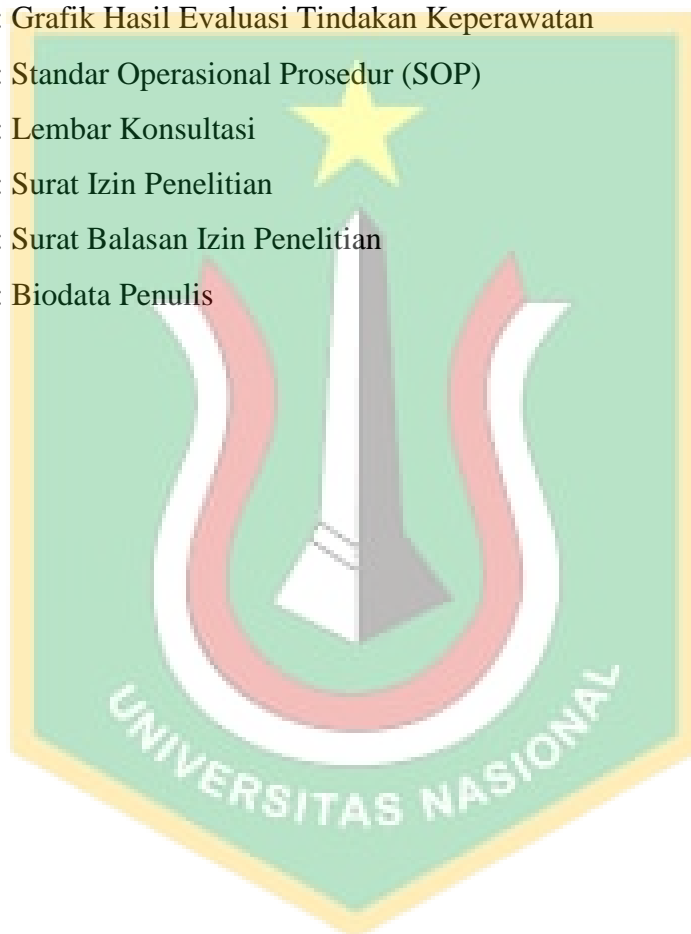 : Grafik Hasil Evaluasi Tindakan Keperawatan
: Standar Operasional Prosedur (SOP)
: Lembar Konsultasi
: Surat Izin Penelitian
: Surat Balasan Izin Penelitian
: Biodata Penulis
UNIVERSITAS NASIONAL